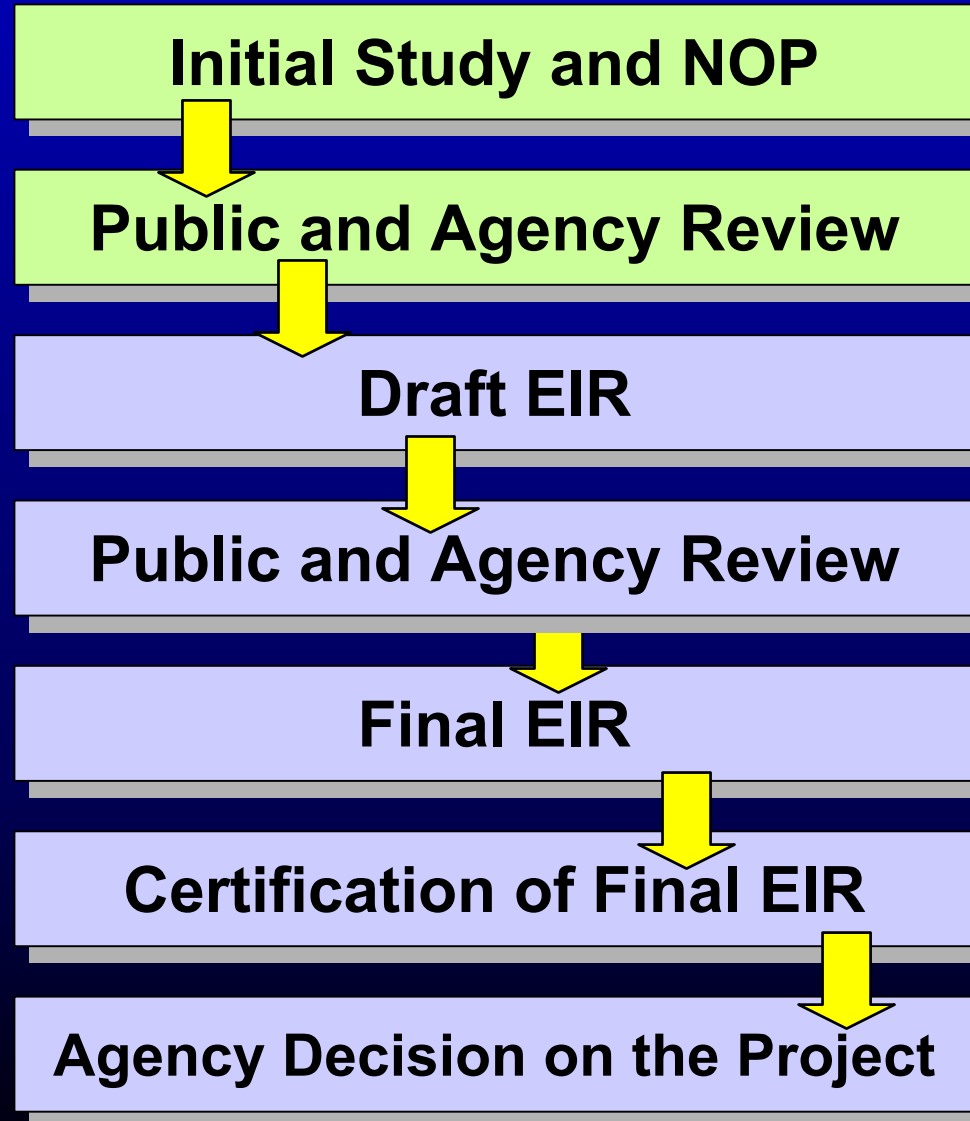 Initial Study and NOP
Public and Agency Review
Draft EIR
Public and Agency Review
Final EIR
Certification of Final EIR
Agency Decision on the Project